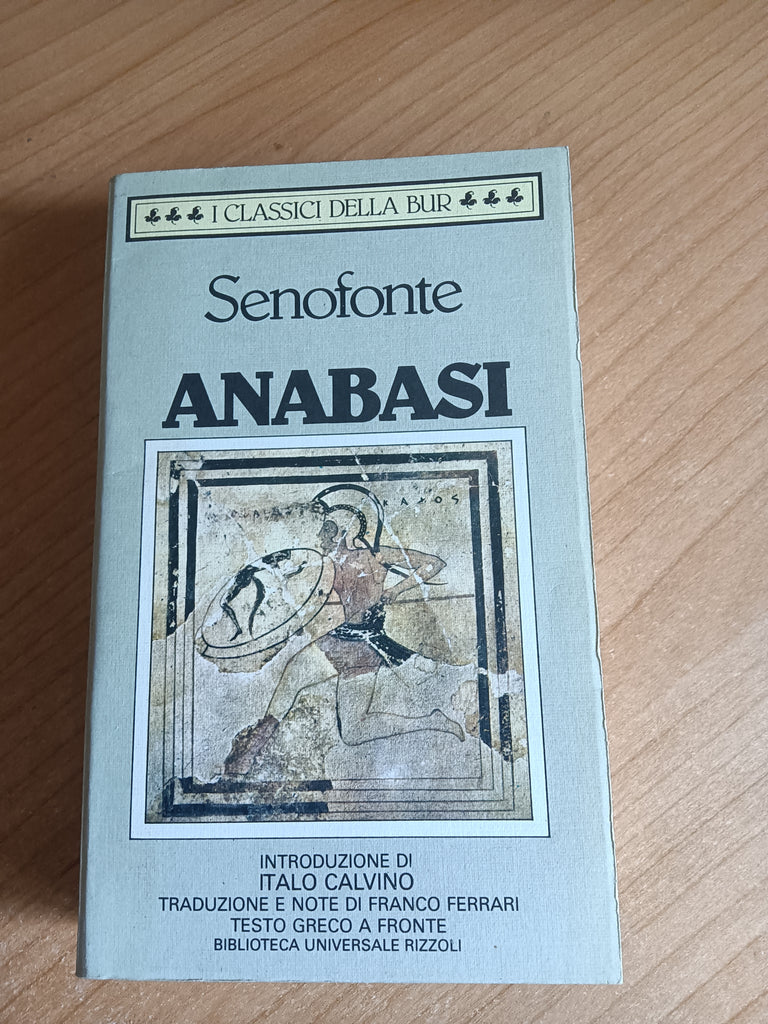 I CLASSICI DELLA BUR
Senofonte
ANABASI
INTRODUZIONE DI
ITALO CALVINO
TRADUZIONE E NOTE DI FRANCO FERRARI
TESTO GRECO A FRONTE
BIBLIOTECA UNIVERSALE RIZZOLI